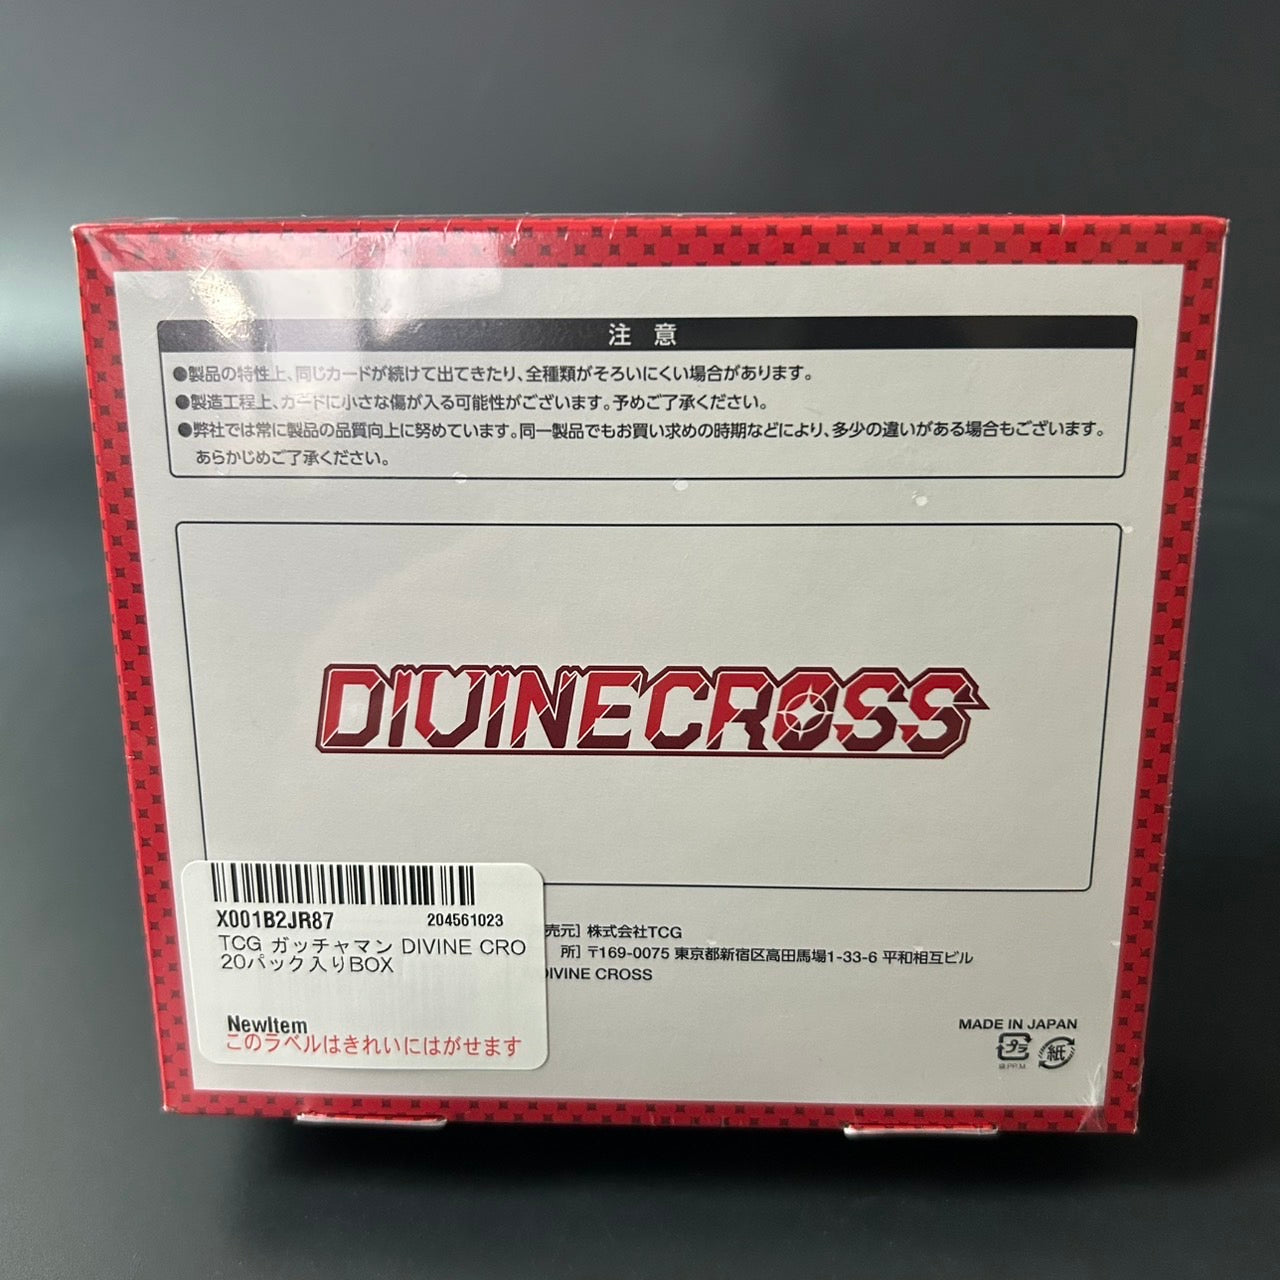 注 意
●製品の特性上、同じカードが続けて出てきたり、全種類がそろいにくい場合があります。
●製造工程上、カードに小さな傷が入る可能性がございます。予めご了承ください。
●弊社では常に製品の品質向上に努めています。同一製品でもお買い求めの時期などにより、多少の違いがある場合もございます。
あらかじめご了承ください。
DIVINECROSS
X001B2JR87 204561023
TCG ガッチャマン DIVINE CRO
20パック入りBOX
NewItem
このラベルはきれいにはがせます
売元］株式会社TCG
所］〒169-0075 東京都新宿区高田馬場1-33-6 平和相互ビル
DIVINE CROSS
MADE IN JAPAN
プラ
紙